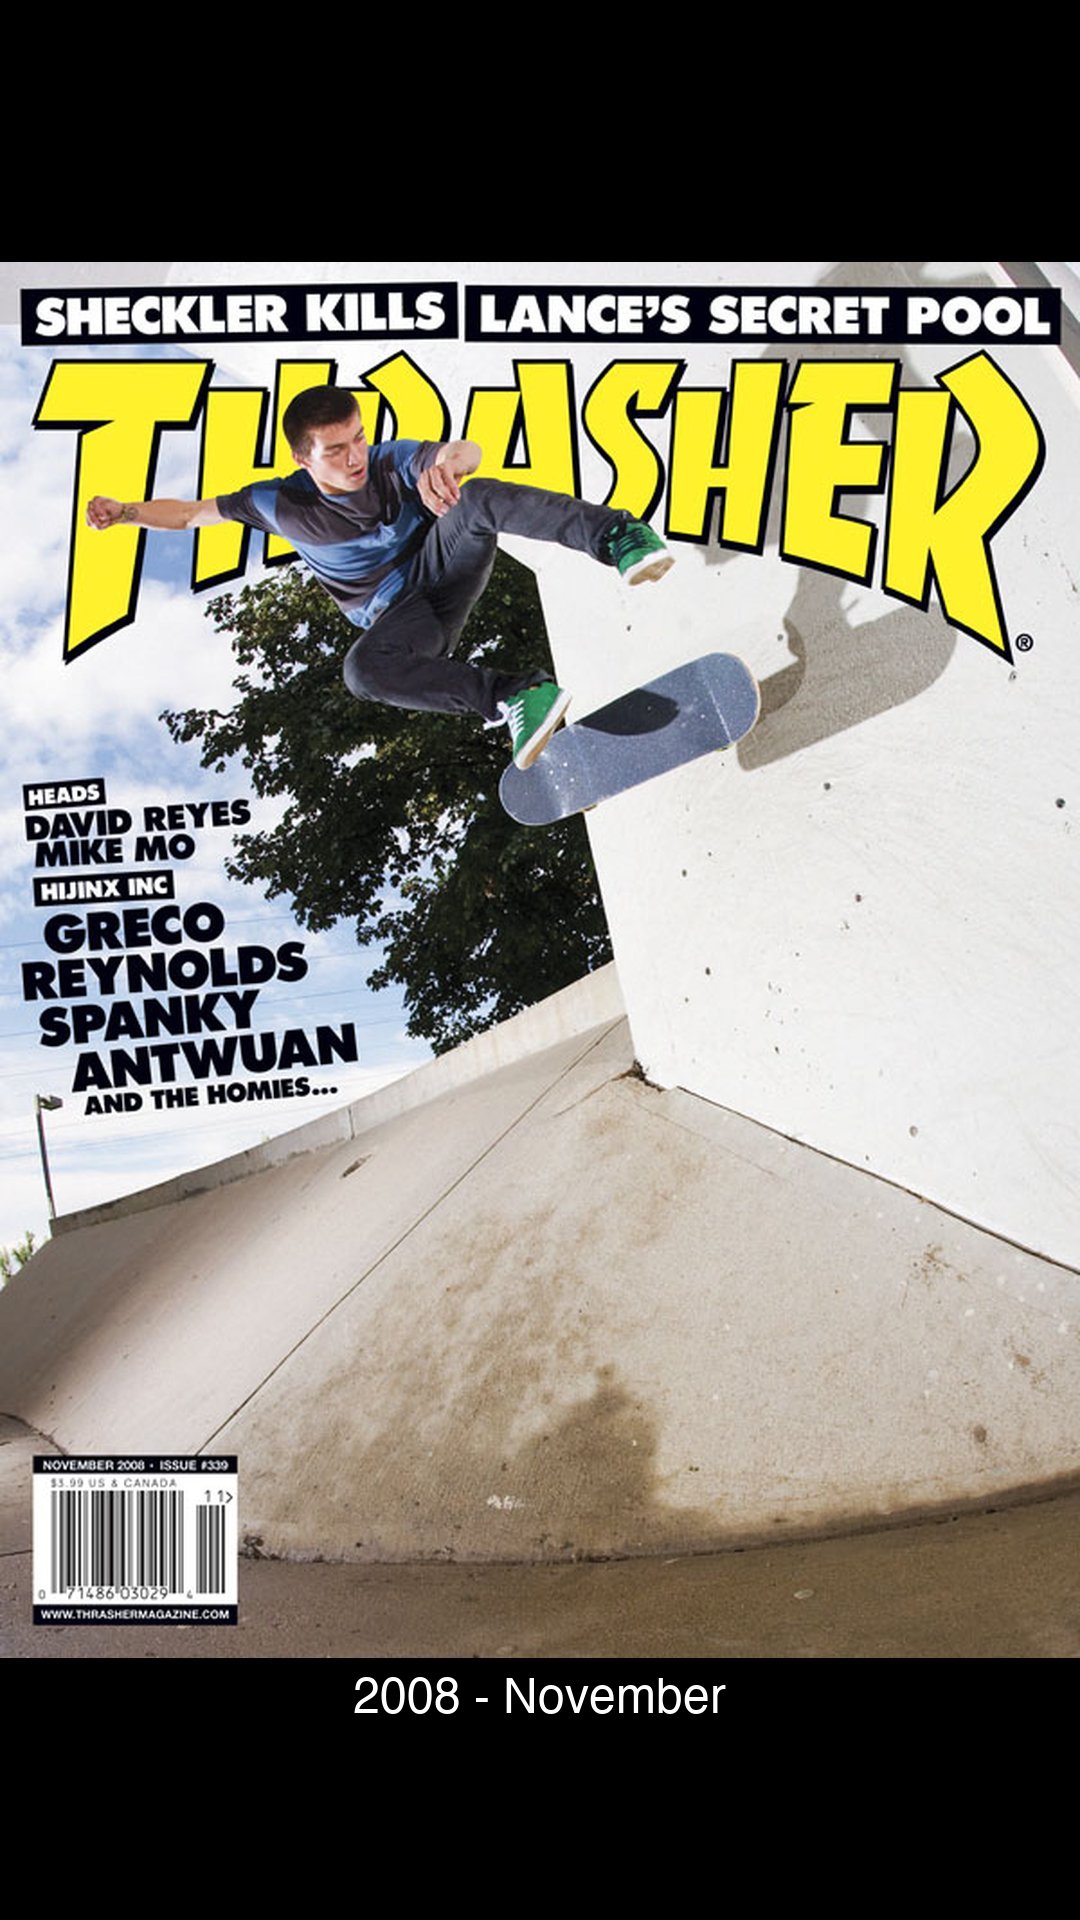 SHECKLER KILLS LANCE'S SECRET POOL
THRASHER®
HEADS
DAVID REYES
MIKE MO
HIJINX INC
GRECO
REYNOLDS
SPANKY
ANTWUAN
AND THE HOMIES...
NOVEMBER 2008 • ISSUE #339
$3.99 US & CANADA
11>
0 71486 03029 4
WWW.THRASHERMAGAZINE.COM
2008 - November